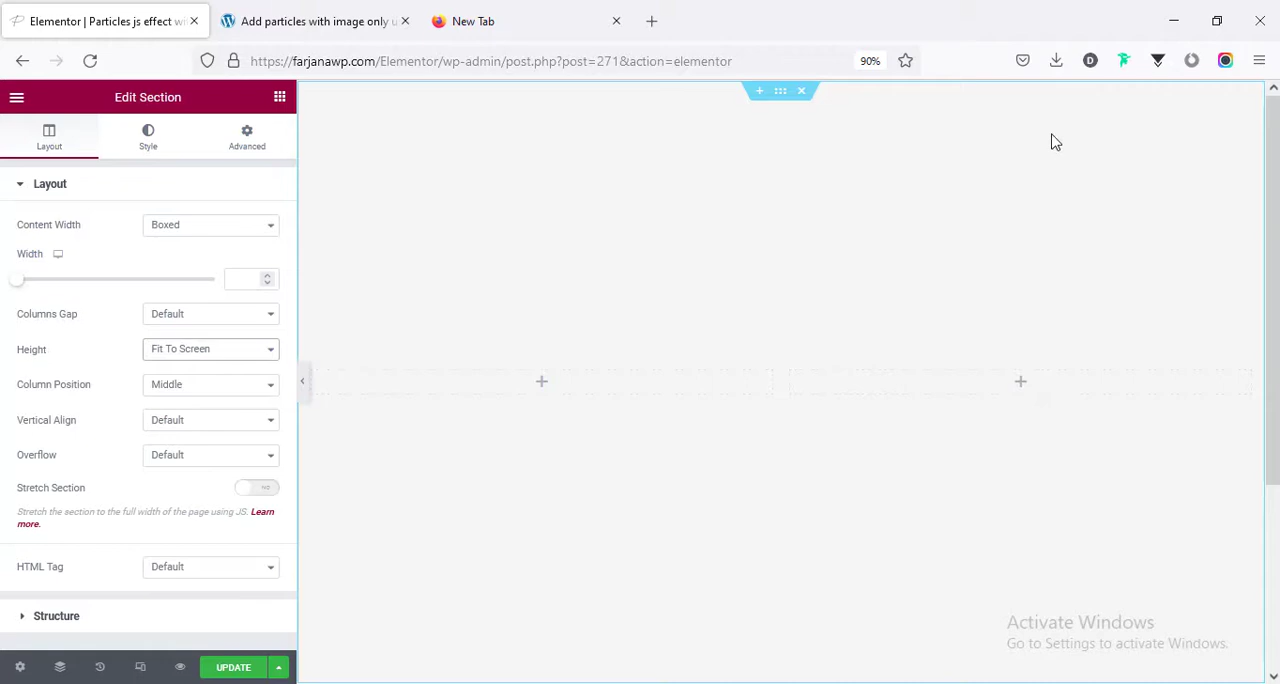 Elementor | Particles js effect wi
Add particles with image only u
New Tab
https://farjanawp.com/Elementor/wp-admin/post.php?post=271&action=elementor
90%
Edit Section
Layout
Style
Advanced
Layout
Content Width
Boxed
Width
Columns Gap
Default
Height
Fit To Screen
Column Position
Middle
Vertical Align
Default
Overflow
Default
Stretch Section
NO
Stretch the section to the full width of the page using JS. Learn
more.
HTML Tag
Default
Structure
UPDATE
Activate Windows
Go to Settings to activate Windows.